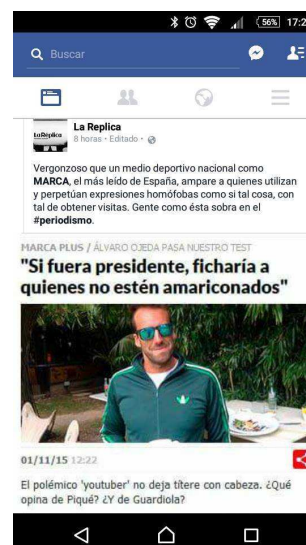 56% 17:2
Buscar
LaRéplica
La Replica
8 horas • Editado •
Vergonzoso que un medio deportivo nacional como
MARCA, el más leído de España, ampare a quienes utilizan
y perpetúan expresiones homófobas como si tal cosa, con
tal de obtener visitas. Gente como ésta sobra en el
#periodismo.
MARCA PLUS / ÁLVARO OJEDA PASA NUESTRO TEST
"Si fuera presidente, ficharía a
quienes no estén amariconados"
01/11/15 12:22
El polémico 'youtuber' no deja títere con cabeza. ¿Qué
opina de Piqué? ¿Y de Guardiola?